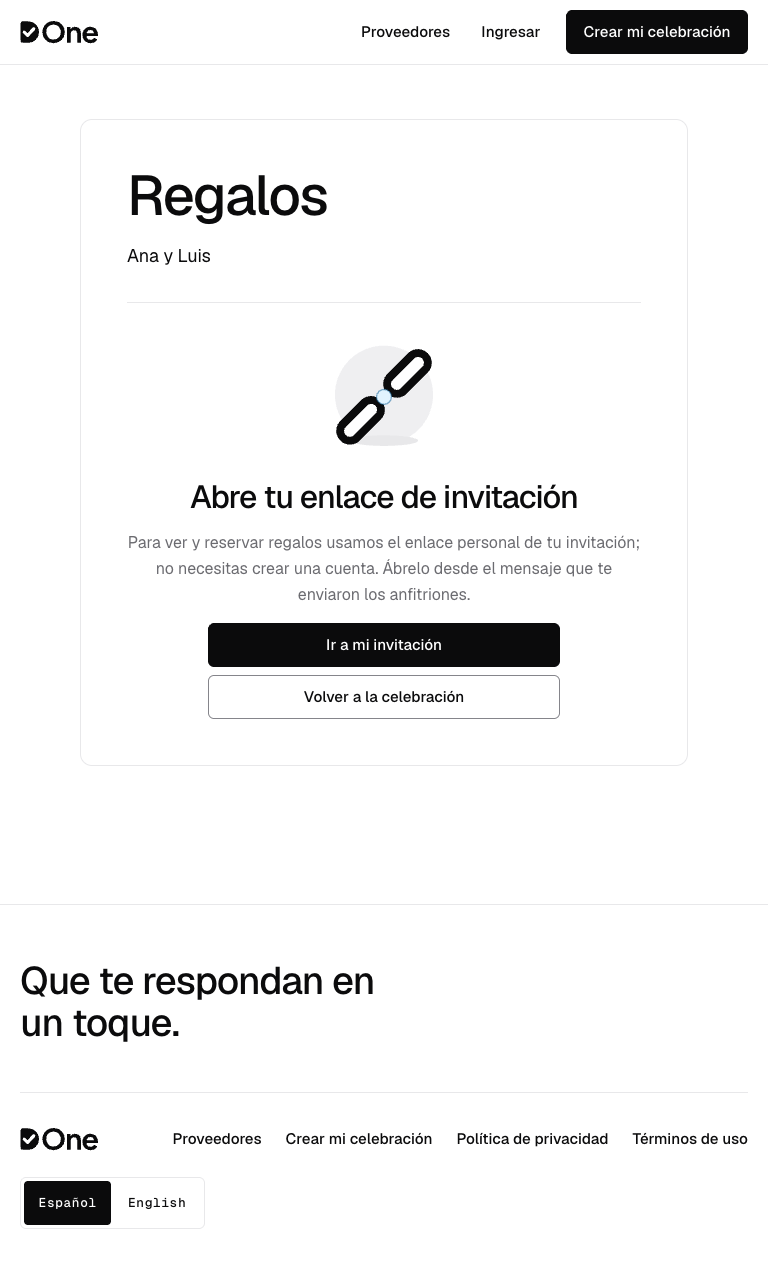 One
Proveedores
Ingresar
Crear mi celebración
Regalos
Ana y Luis
Abre tu enlace de invitación
Para ver y reservar regalos usamos el enlace personal de tu invitación;
no necesitas crear una cuenta. Ábrelo desde el mensaje que te
enviaron los anfitriones.
Ir a mi invitación
Volver a la celebración
Que te respondan en
un toque.
One
Proveedores
Crear mi celebración
Política de privacidad
Términos de uso
Español
English